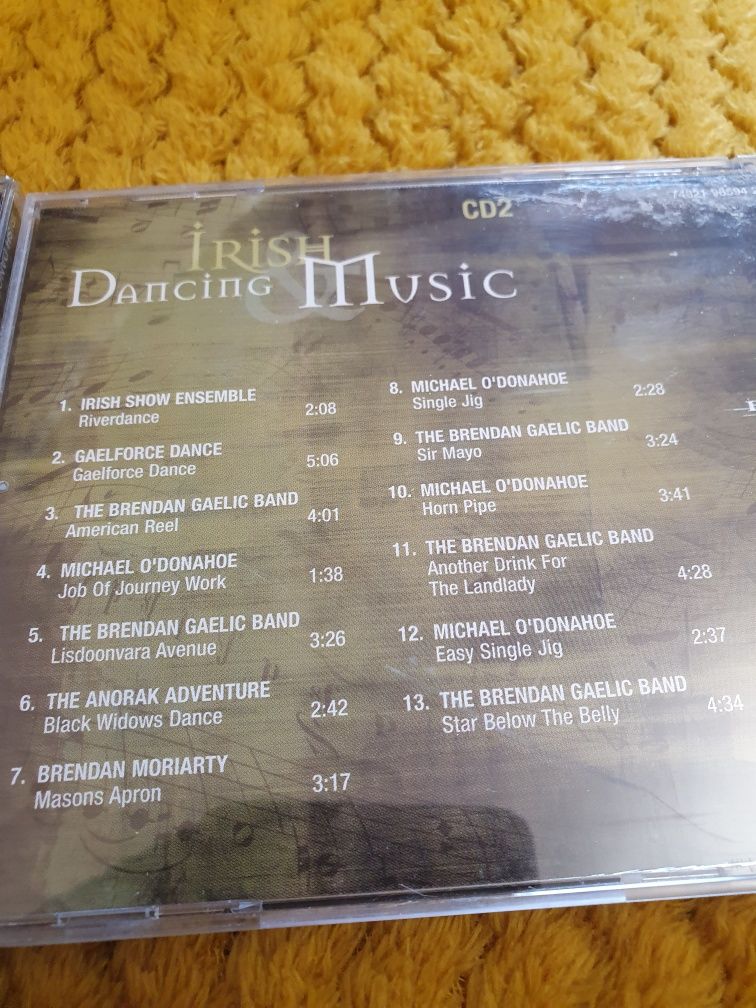 CD2
IRISH
DANCING & MUSIC
1. IRISH SHOW ENSEMBLE
Riverdance 2:08
2. GAELFORCE DANCE
Gaelforce Dance 5:06
3. THE BRENDAN GAELIC BAND
American Reel 4:01
4. MICHAEL O'DONAHOE
Job Of Journey Work 1:38
5. THE BRENDAN GAELIC BAND
Lisdoonvara Avenue 3:26
6. THE ANORAK ADVENTURE
Black Widows Dance 2:42
7. BRENDAN MORIARTY
Masons Apron 3:17
8. MICHAEL O'DONAHOE
Single Jig 2:28
9. THE BRENDAN GAELIC BAND
Sir Mayo 3:24
10. MICHAEL O'DONAHOE
Horn Pipe 3:41
11. THE BRENDAN GAELIC BAND
Another Drink For
The Landlady 4:28
12. MICHAEL O'DONAHOE
Easy Single Jig 2:37
13. THE BRENDAN GAELIC BAND
Star Below The Belly 4:34